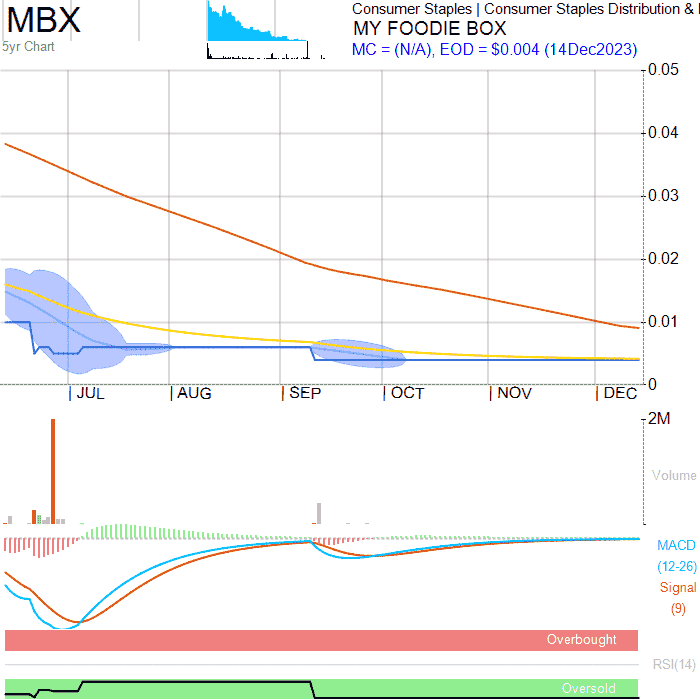 MBX
5yr Chart
Consumer Staples | Consumer Staples Distribution &
MY FOODIE BOX
MC = (N/A), EOD = $0.004 (14Dec2023)
0.05
0.04
0.03
0.02
0.01
0
JUL
AUG
SEP
OCT
NOV
DEC
2M
Volume
MACD
(12-26)
Signal
(9)
Overbought
RSI(14)
Oversold